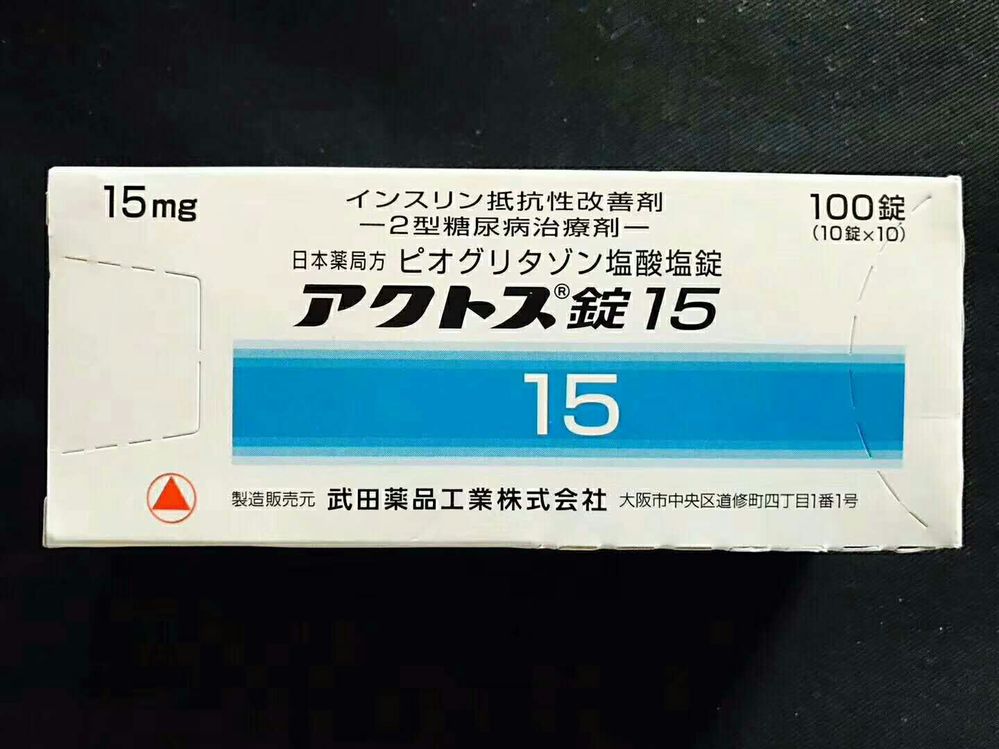 15mg
インスリン抵抗性改善剤
―2型糖尿病治療剤―
100錠
(10錠×10)
日本薬局方 ピオグリタゾン塩酸塩錠
アクトス®錠15
15
製造販売元 武田薬品工業株式会社 大阪市中央区道修町四丁目1番1号